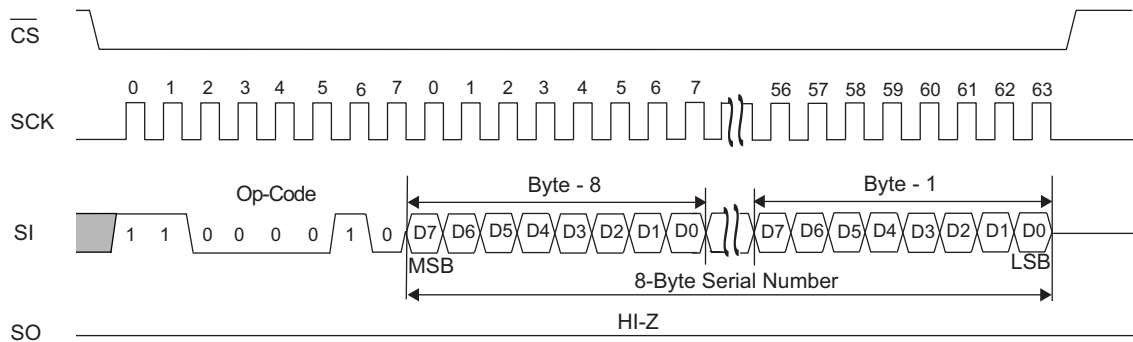 CS
0 1 2 3 4 5 6 7 0 1 2 3 4 5 6 7 56 57 58 59 60 61 62 63
SCK
Op-Code Byte - 8 Byte - 1
SI 1 1 0 0 0 0 1 0 D7 D6 D5 D4 D3 D2 D1 D0 D7 D6 D5 D4 D3 D2 D1 D0
MSB LSB
8-Byte Serial Number
HI-Z
SO